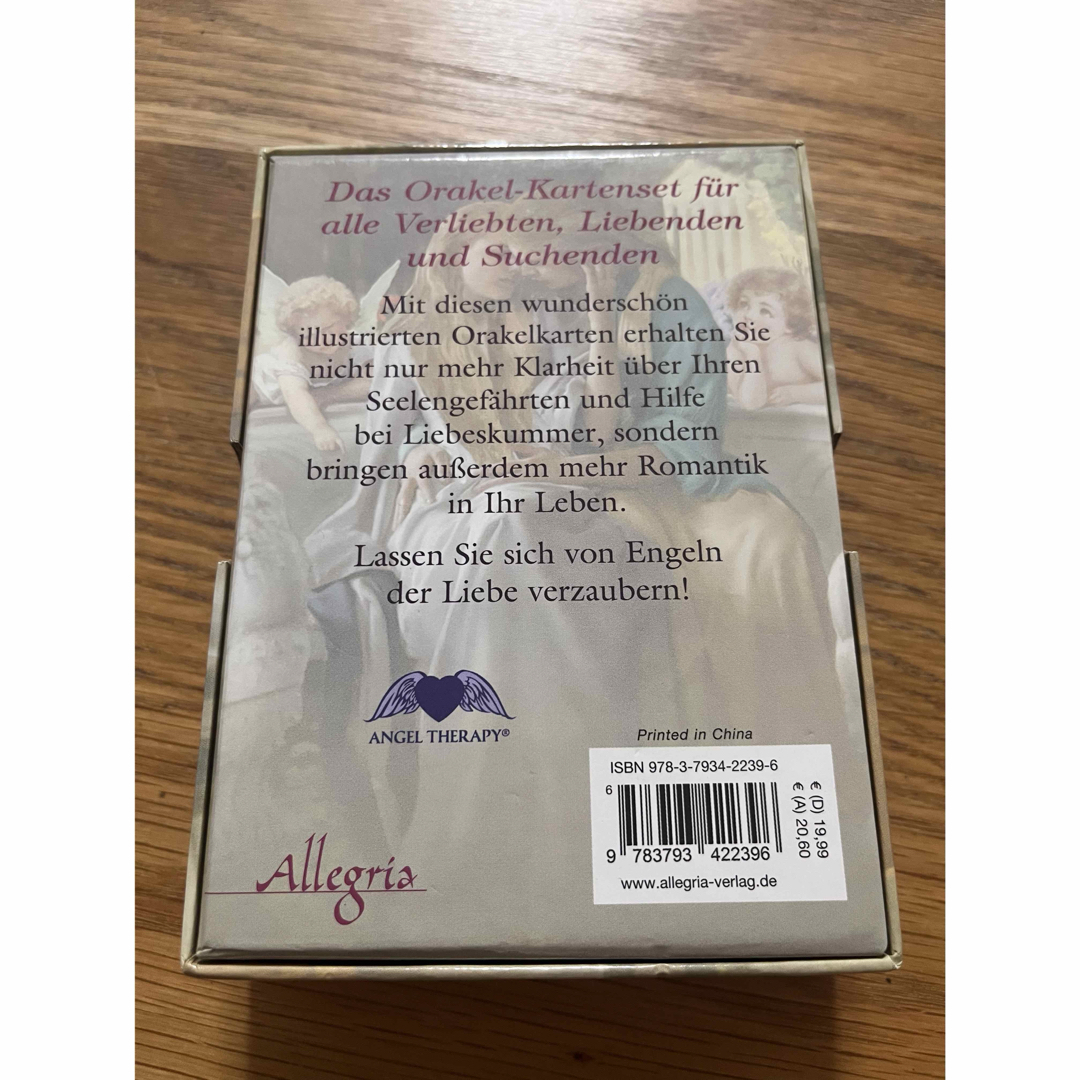 Das Orakel-Kartenset für
alle Verliebten, Liebenden
und Suchenden
Mit diesen wunderschön
illustrierten Orakelkarten erhalten Sie
nicht nur mehr Klarheit über Ihren
Seelengefährten und Hilfe
bei Liebeskummer, sondern
bringen außerdem mehr Romantik
in Ihr Leben.
Lassen Sie sich von Engeln
der Liebe verzaubern!
ANGEL THERAPY®
Printed in China
ISBN 978-3-7934-2239-6
6
9 783793 422396
€ (D) 19,99
€ (A) 20,60
www.allegria-verlag.de
Allegria